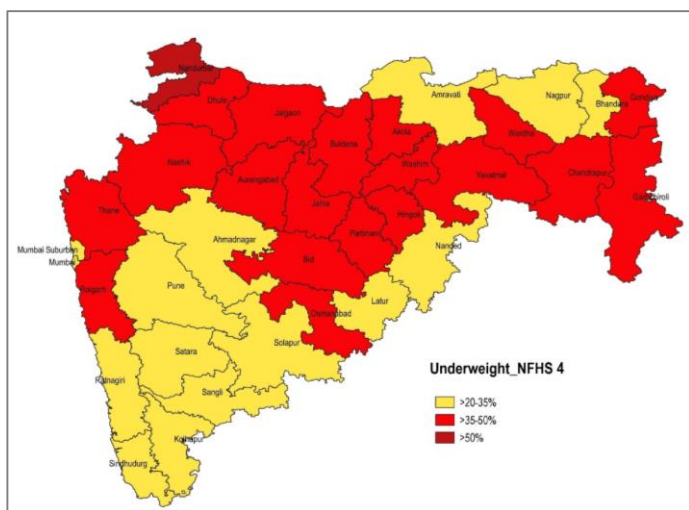 Nandurbar
Dhule
Jalgaon
Amravati
Nagpur
Bhandara
Gondiya
Akola
Buldana
Wardha
Washim
Nashik
Aurangabad
Yavatmal
Chandrapur
Jalna
Gadchiroli
Thane
Hingoli
Parbhani
Ahmadnagar
Nanded
Mumbai Suburban
Mumbai
Bid
Pune
Raigarh
Latur
Osmanabad
Solapur
Satara
Ratnagiri
Sangli
Kolhapur
Sindhudurg
Underweight_NFHS 4
>20-35%
>35-50%
>50%